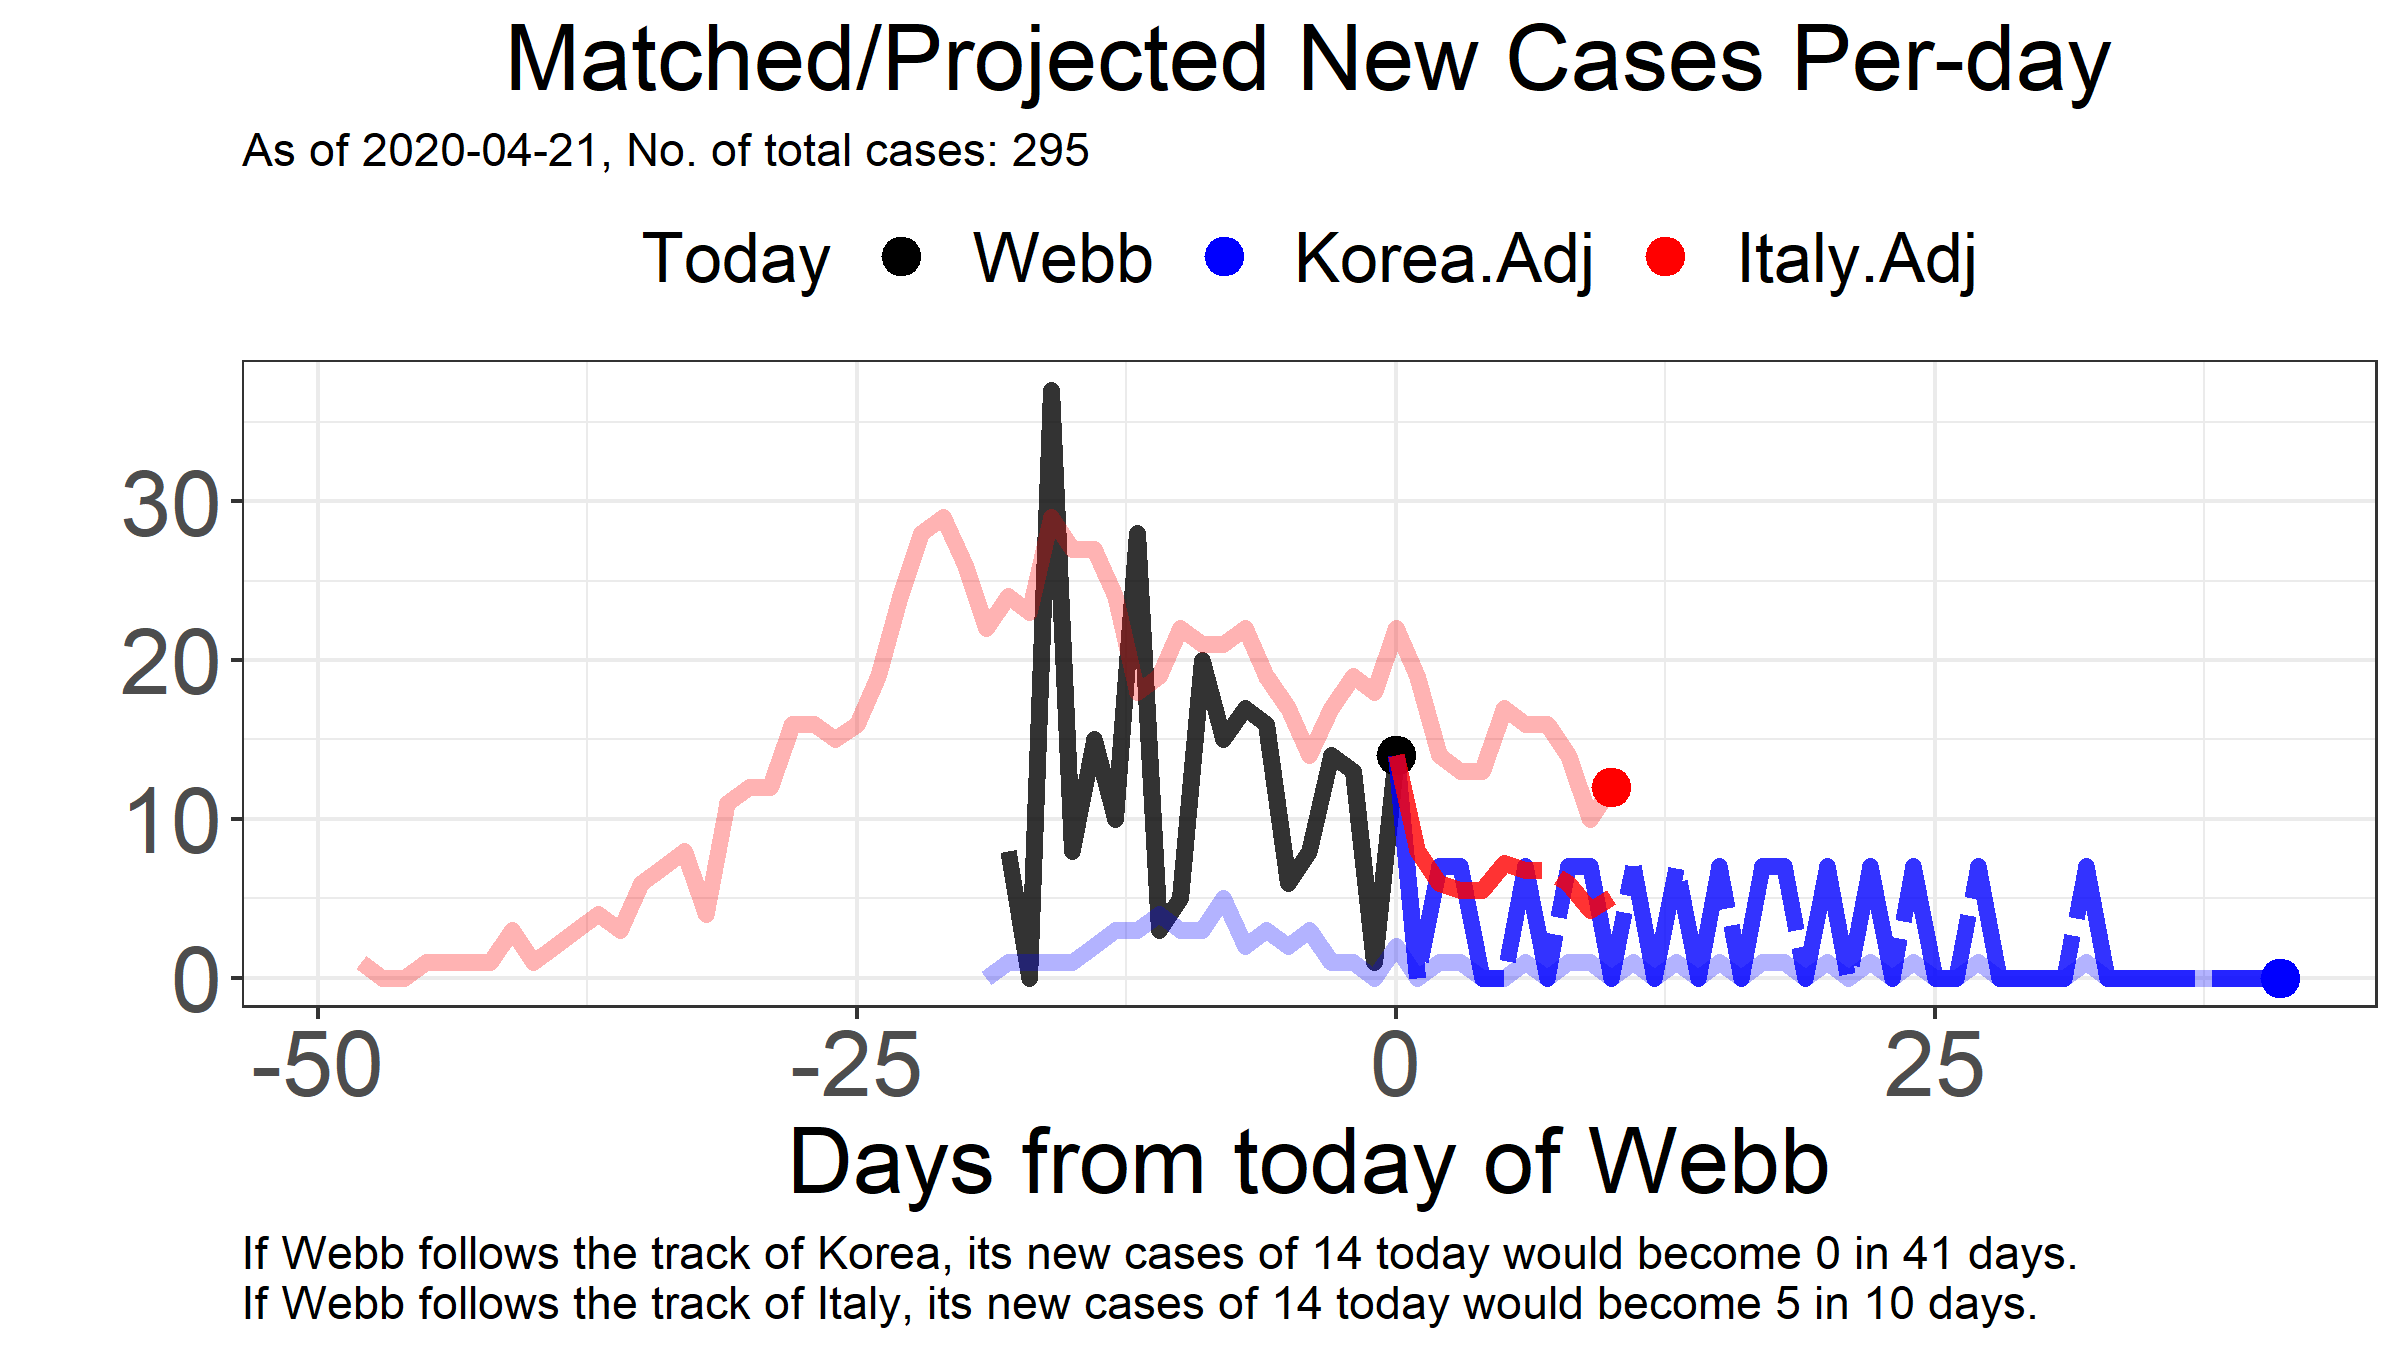 Matched/Projected New Cases Per-day
As of 2020-04-21, No. of total cases: 295
Today Webb Korea.Adj Italy.Adj
30
20
10
0
-50 -25 0 25
Days from today of Webb
If Webb follows the track of Korea, its new cases of 14 today would become 0 in 41 days.
If Webb follows the track of Italy, its new cases of 14 today would become 5 in 10 days.